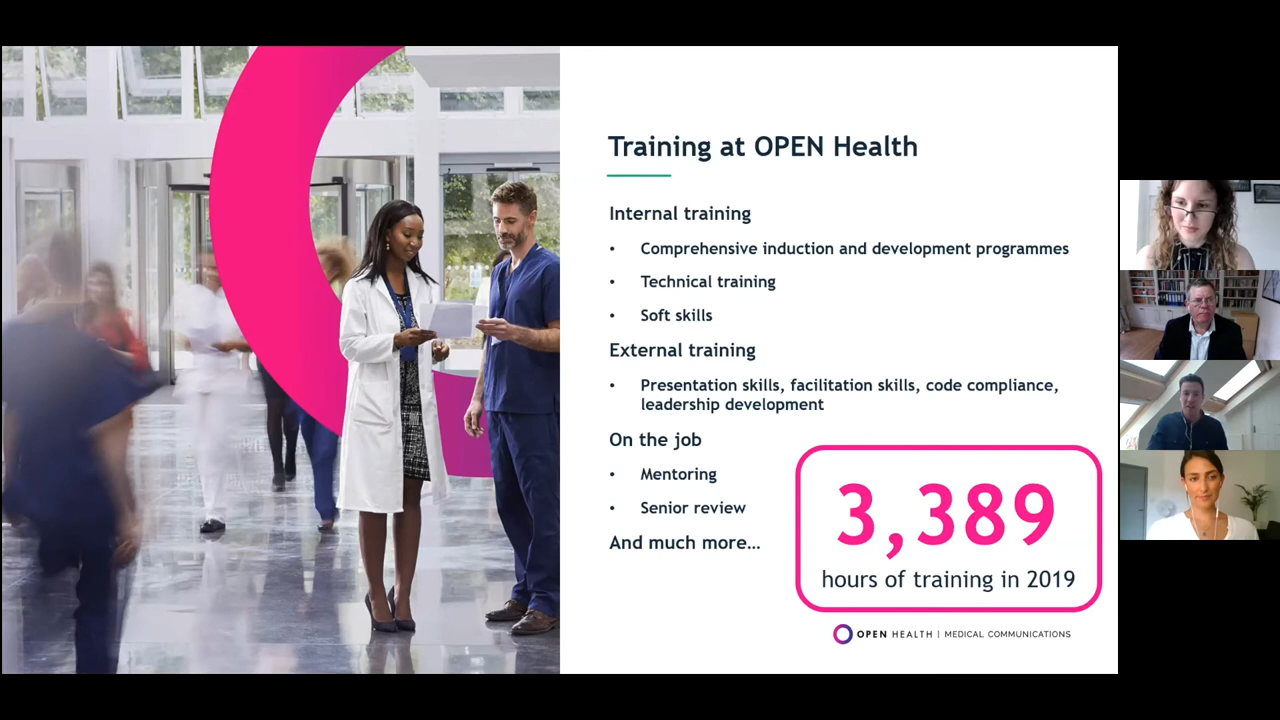 Training at OPEN Health
Internal training
• Comprehensive induction and development programmes
• Technical training
• Soft skills
External training
• Presentation skills, facilitation skills, code compliance,
leadership development
On the job
• Mentoring
• Senior review
And much more…
3,389
hours of training in 2019
OPEN HEALTH | MEDICAL COMMUNICATIONS